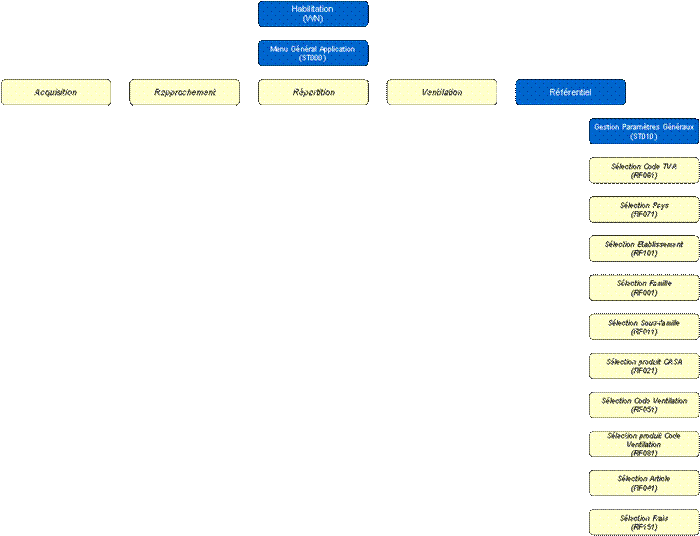 Habilitation
(WN)
Menu Général Application
(ST000)
Acquisition
Rapprochement
Répartition
Ventilation
Référentiel
Gestion Paramètres Généraux
(ST010)
Sélection Code TVA
(RF061)
Sélection Pays
(RF071)
Sélection Etablissement
(RF101)
Sélection Famille
(RF001)
Sélection Sous-famille
(RF011)
Sélection produit CASA
(RF021)
Sélection Code Ventilation
(RF051)
Sélection produit Code
Ventilation
(RF081)
Sélection Article
(RF041)
Sélection Frais
(RF151)